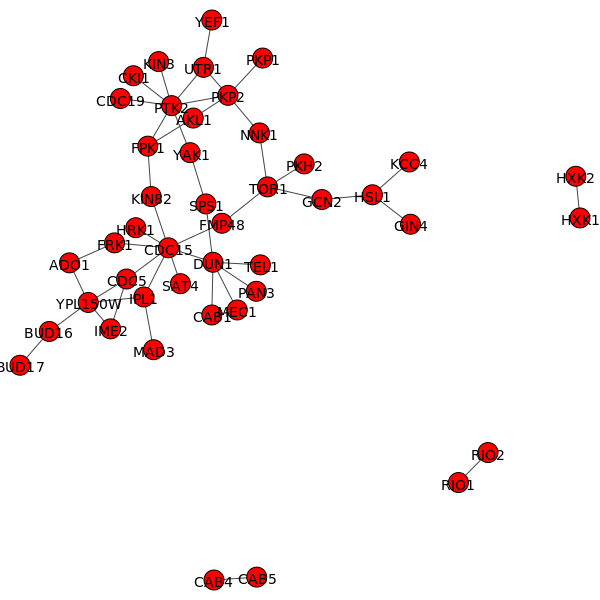 YEF1
KIN3
UTR1
PKP1
CKI1
CDC19
PTK2
PKP2
AKL1
NNK1
FPK1
YAK1
PKH2
KCC4
HXK2
TOR1
KIN82
SPS1
GCN2
HSL1
HXK1
HRK1
FMP48
GIN4
FRK1
CDC15
ADO1
DUN1
TEL1
CDC5
SAT4
PAN3
YPL150W
IPL1
CAB1
MEC1
BUD16
IME2
MAD3
BUD17
RIO2
RIO1
CAB4
CAB5